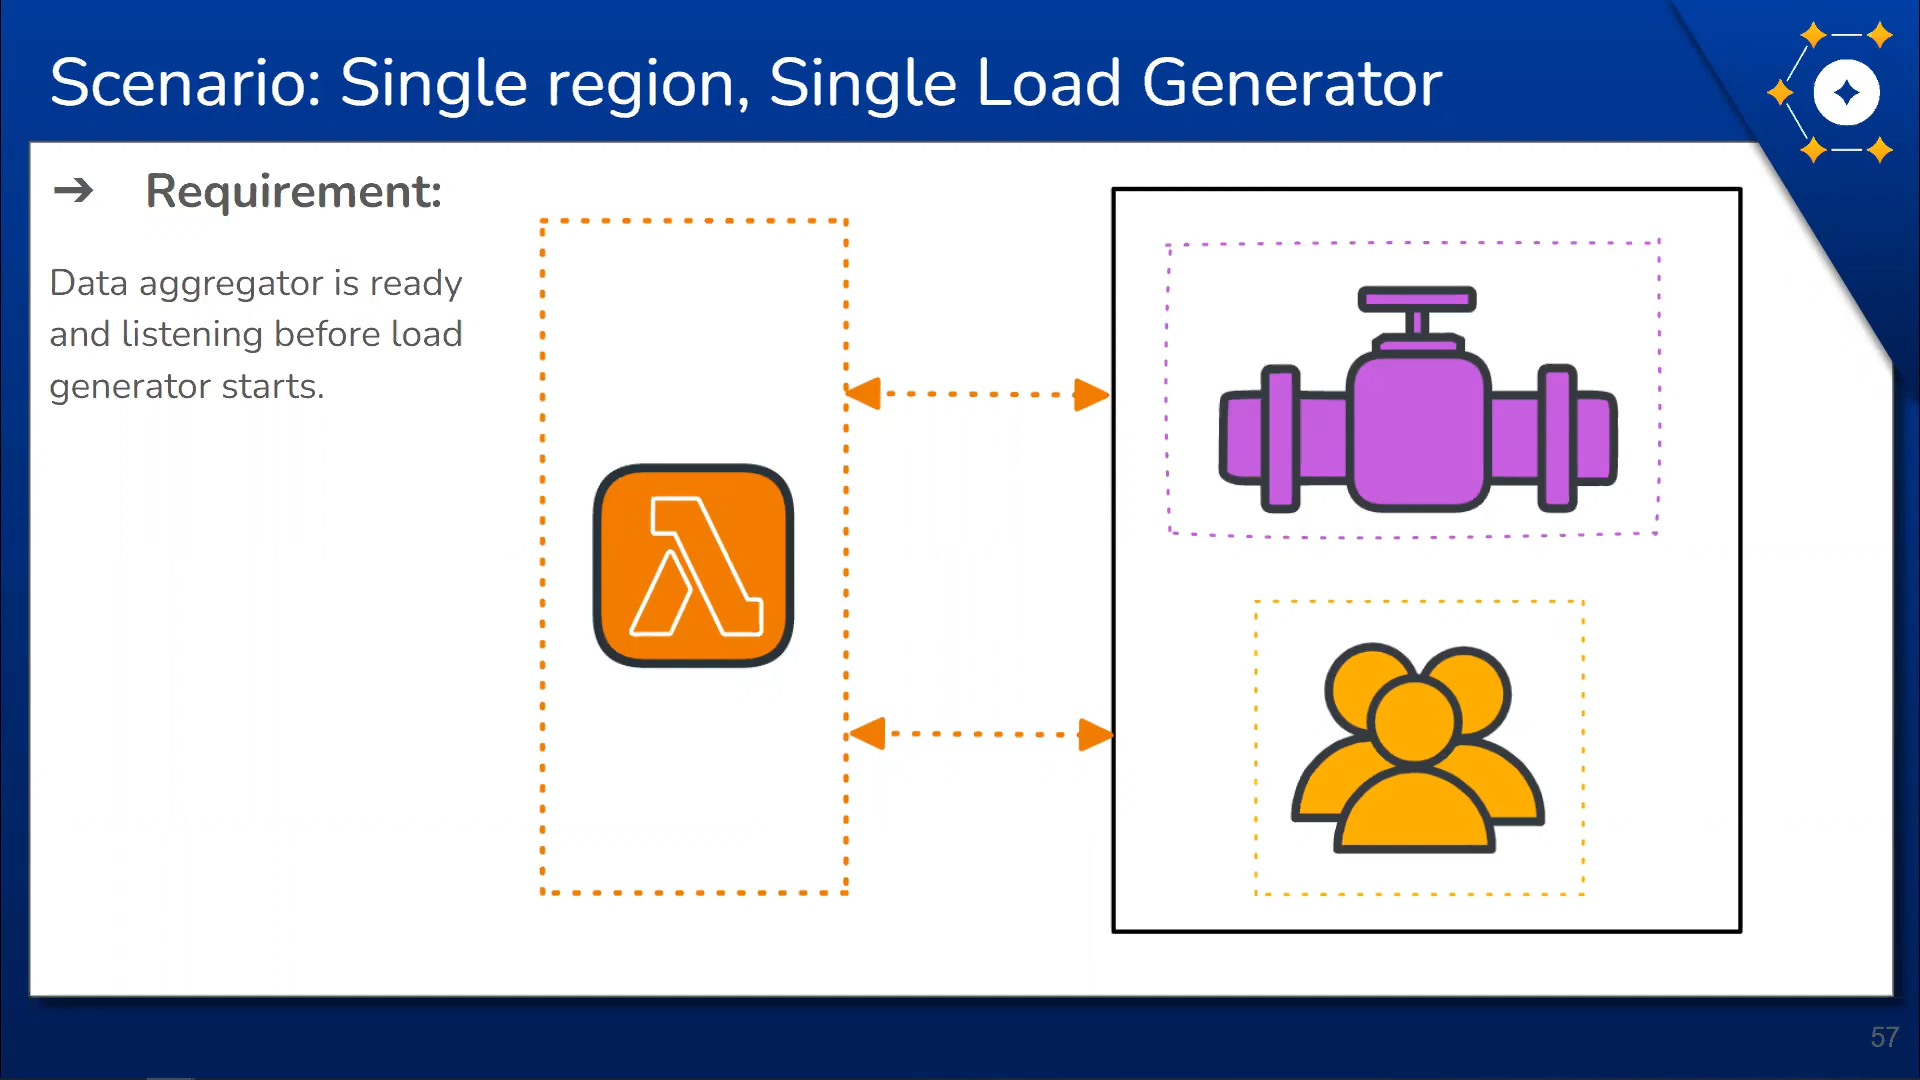 Scenario: Single region, Single Load Generator
➔ Requirement:
Data aggregator is ready
and listening before load
generator starts.
57